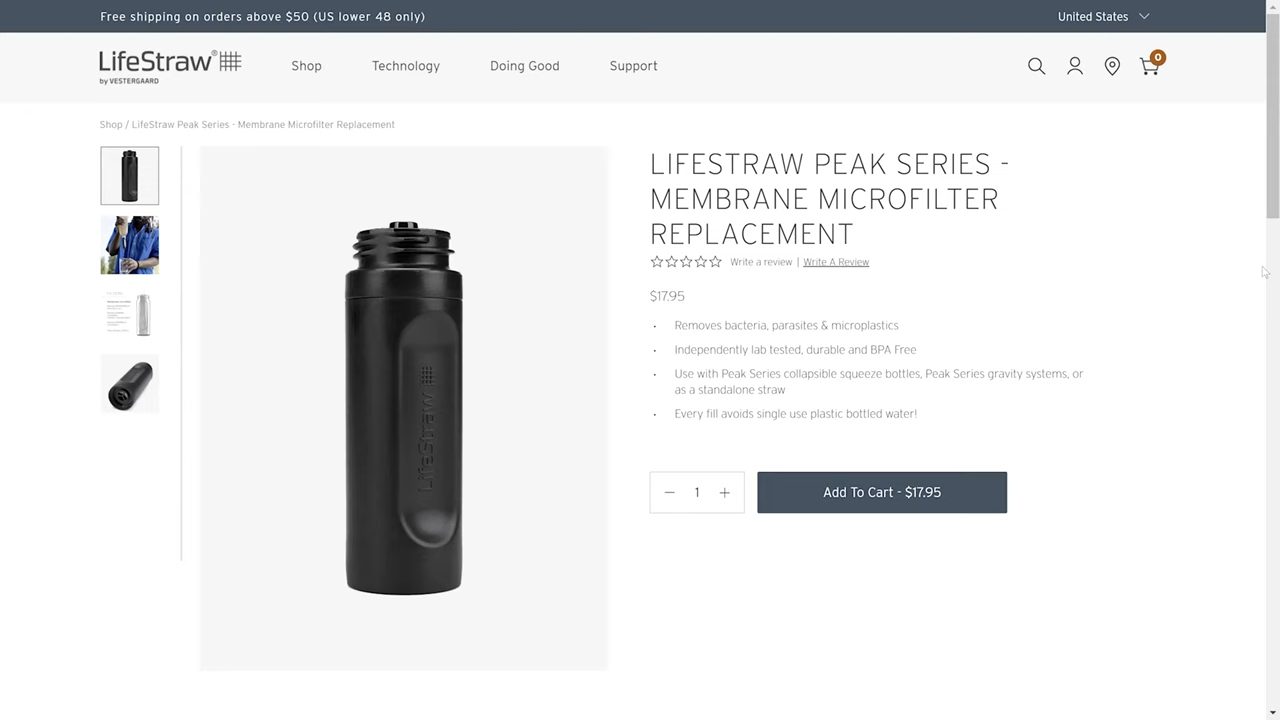 Free shipping on orders above $50 (US lower 48 only)
United States
LifeStraw®
by VESTERGAARD
Shop
Technology
Doing Good
Support
0
Shop / LifeStraw Peak Series - Membrane Microfilter Replacement
LIFESTRAW PEAK SERIES -
MEMBRANE MICROFILTER
REPLACEMENT
Write a review | Write A Review
$17.95
· Removes bacteria, parasites & microplastics
· Independently lab tested, durable and BPA Free
· Use with Peak Series collapsible squeeze bottles, Peak Series gravity systems, or
as a standalone straw
· Every fill avoids single use plastic bottled water!
LifeStraw
− 1 +
Add To Cart - $17.95